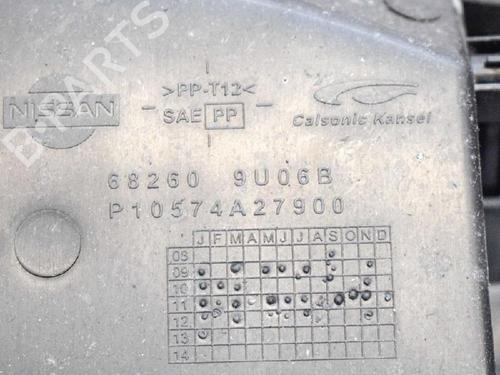 B-PARTS
NISSAN
>PP-T12<
SAE PP
Calsonic Kansei
68260 9U06B
P10574A27900
J F M A M J J A S O N D
08
09
10
11
12
13
14